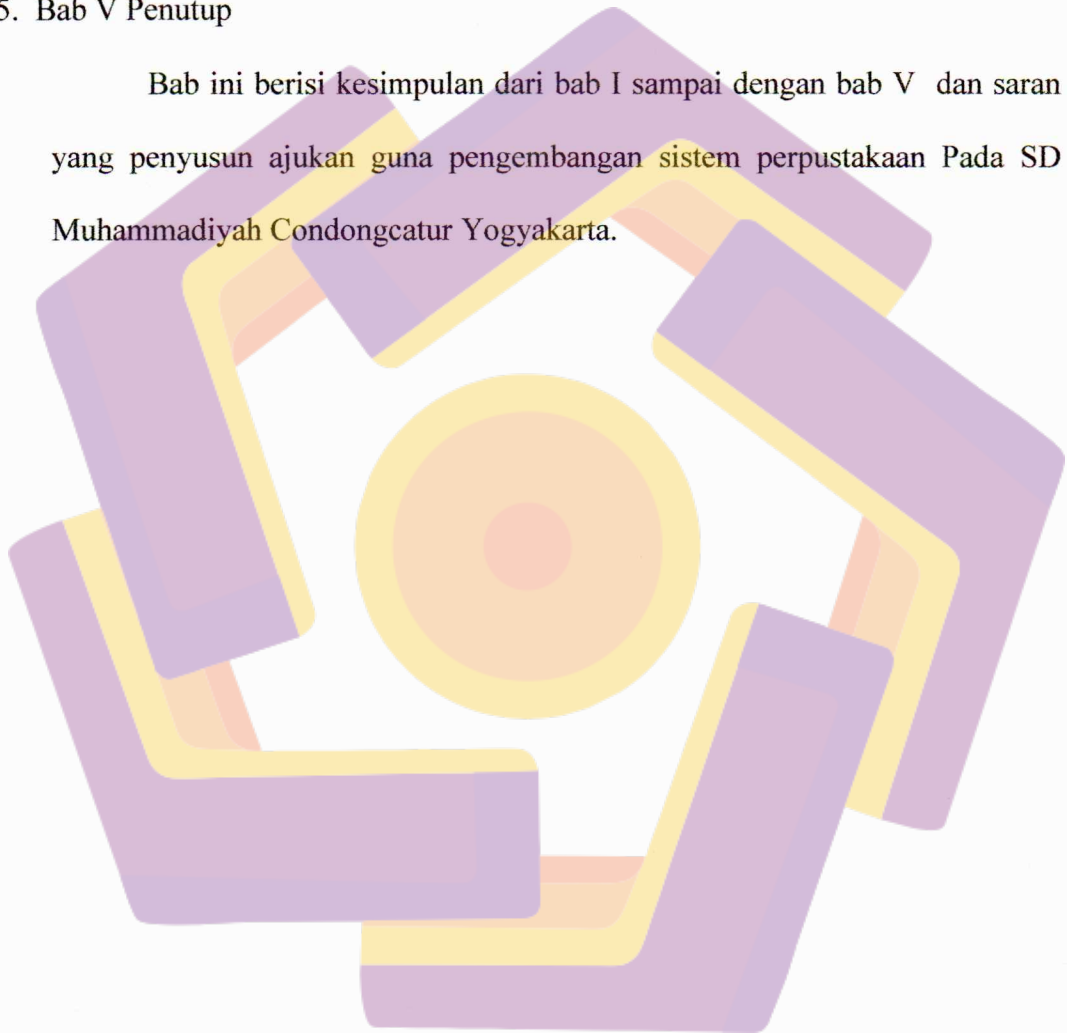 5. Bab V Penutup
Bab ini berisi kesimpulan dari bab I sampai dengan bab V dan saran
yang penyusun ajukan guna pengembangan sistem perpustakaan Pada SD
Muhammadiyah Condongcatur Yogyakarta.